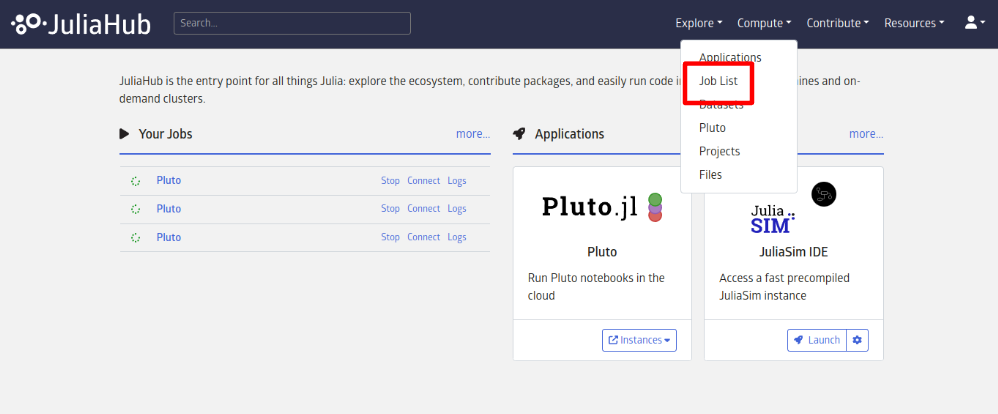 JuliaHub
Search...
Explore
Compute
Contribute
Resources
Applications
Job List
Datasets
Pluto
Projects
Files
JuliaHub is the entry point for all things Julia: explore the ecosystem, contribute packages, and easily run code in
ines and on-
demand clusters.
Your Jobs
more...
Pluto Stop Connect Logs
Pluto Stop Connect Logs
Pluto Stop Connect Logs
Applications
more...
Pluto.jl
Pluto
Run Pluto notebooks in the
cloud
Instances
Julia
SIM
JuliaSim IDE
Access a fast precompiled
JuliaSim instance
Launch